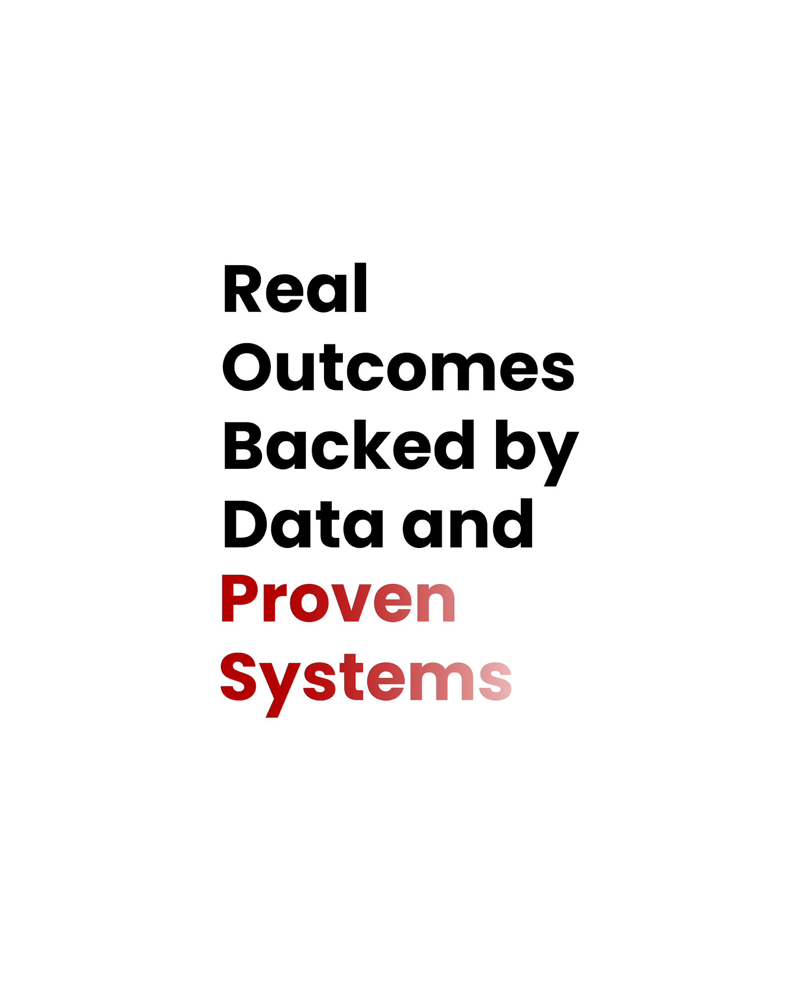 Real
Outcomes
Backed by
Data and
Proven
Systems